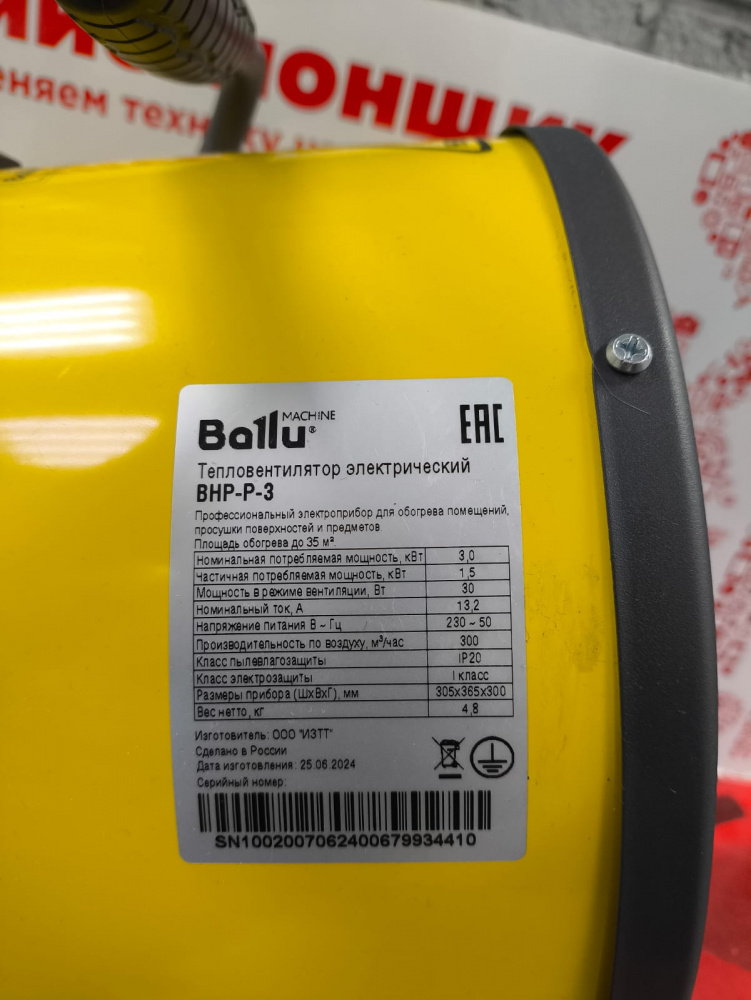 онщик
няем технику
Ballu® MACHINE
EAC
Тепловентилятор электрический
BHP-P-3
Профессиональный электроприбор для обогрева помещений,
просушки поверхностей и предметов.
Площадь обогрева до 35 м².
Номинальная потребляемая мощность, кВт 3,0
Частичная потребляемая мощность, кВт 1,5
Мощность в режиме вентиляции, Вт 30
Номинальный ток, А 13,2
Напряжение питания В ~ Гц 230 ~ 50
Производительность по воздуху, м³/час 300
Класс пылевлагозащиты IP20
Класс электрозащиты I класс
Размеры прибора (ШхВхГ), мм 305х365х300
Вес нетто, кг 4,8
Изготовитель: ООО "ИЗТТ"
Сделано в России
Дата изготовления: 25.06.2024
Серийный номер:
SN1002007062400679934410